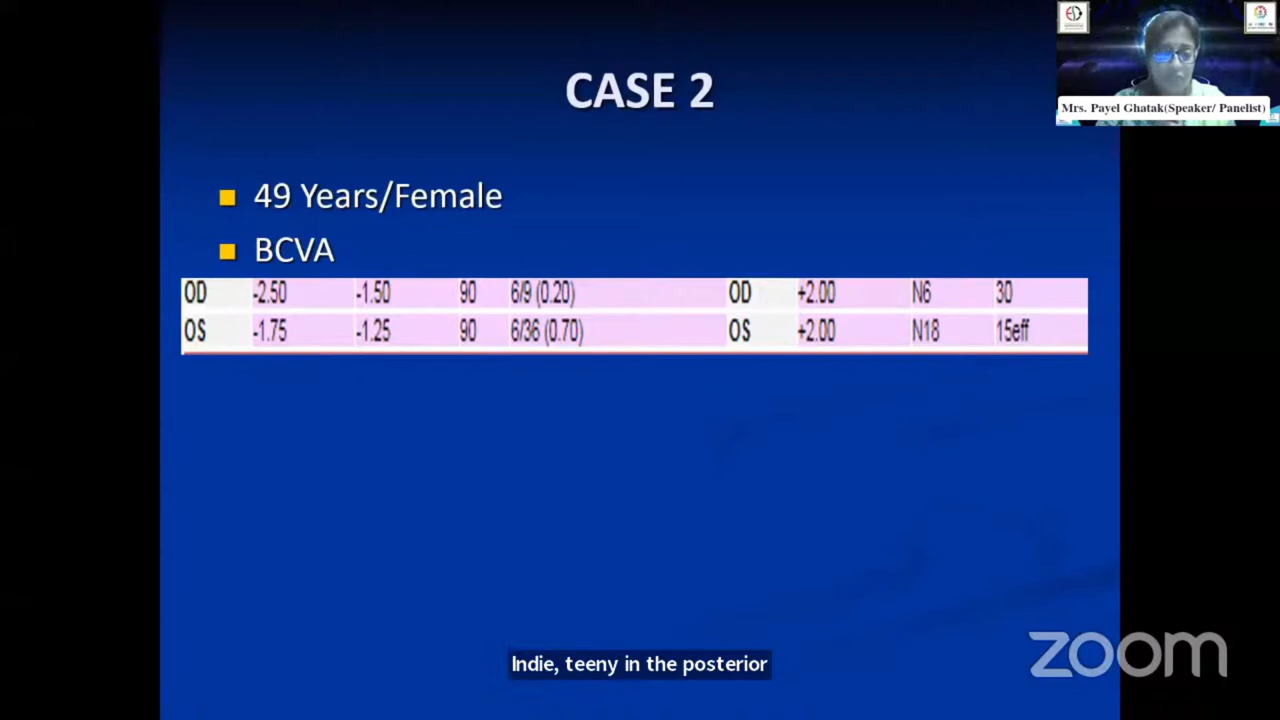 CASE 2
Mrs. Payel Ghatak(Speaker/ Panelist)
49 Years/Female
BCVA
OD -2.50 -1.50 90 6/9 (0.20) OD +2.00 N6 30
OS -1.75 -1.25 90 6/36 (0.70) OS +2.00 N18 15eff
Indie, teeny in the posterior
zoom